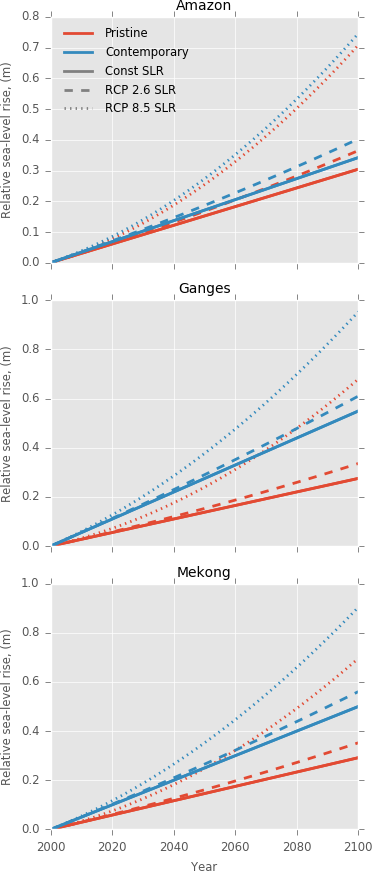 Amazon
0.8
0.7
0.6
0.5
0.4
0.3
0.2
0.1
0.0
Relative sea-level rise, (m)
Pristine
Contemporary
Const SLR
RCP 2.6 SLR
RCP 8.5 SLR
Ganges
1.0
0.8
0.6
0.4
0.2
0.0
Relative sea-level rise, (m)
Mekong
1.0
0.8
0.6
0.4
0.2
0.0
Relative sea-level rise, (m)
2000 2020 2040 2060 2080 2100
Year